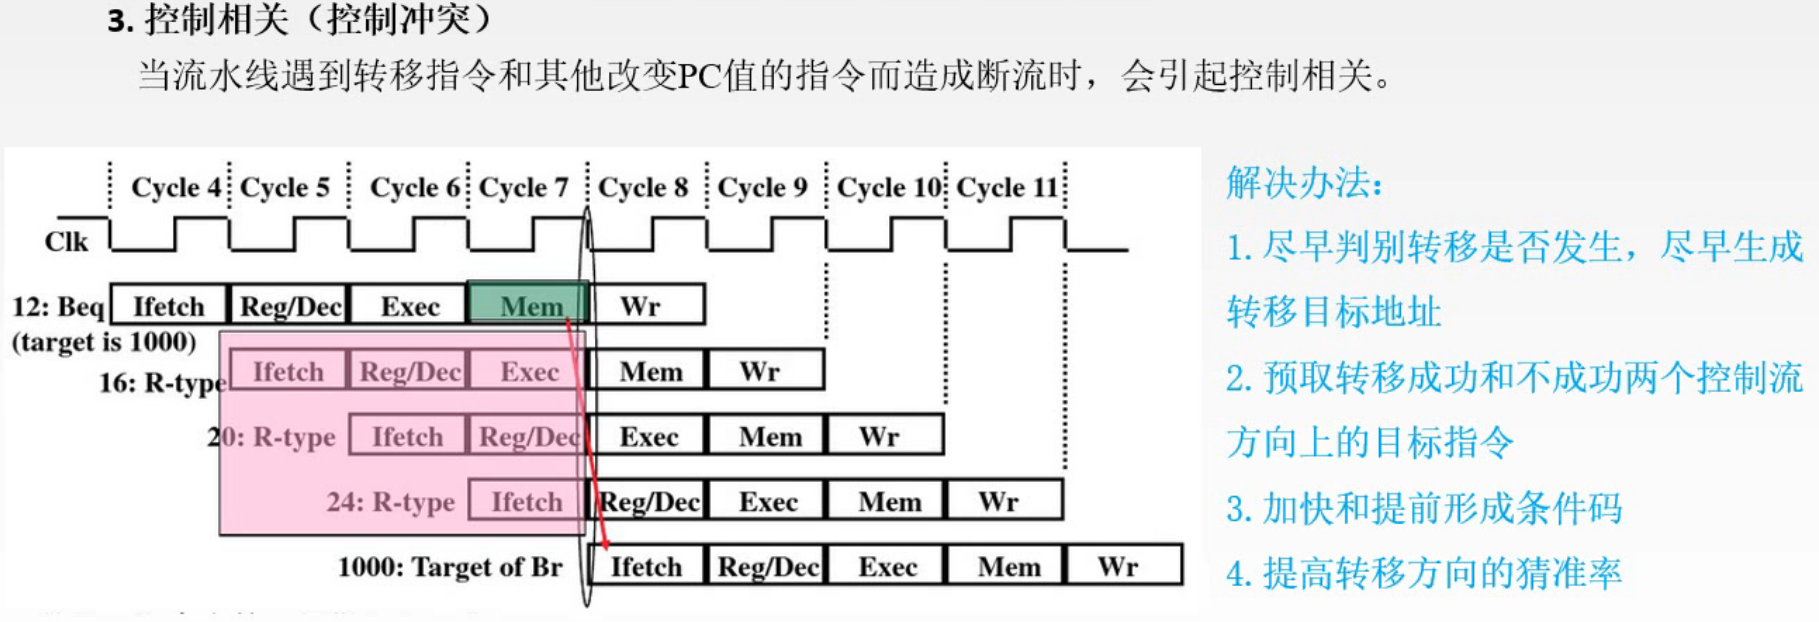 3. 控制相关（控制冲突）
当流水线遇到转移指令和其他改变PC值的指令而造成断流时，会引起控制相关。
Cycle 4 Cycle 5 Cycle 6 Cycle 7 Cycle 8 Cycle 9 Cycle 10 Cycle 11
Clk
12: Beq Ifetch Reg/Dec Exec Mem Wr
(target is 1000)
16: R-type Ifetch Reg/Dec Exec Mem Wr
20: R-type Ifetch Reg/Dec Exec Mem Wr
24: R-type Ifetch Reg/Dec Exec Mem Wr
1000: Target of Br Ifetch Reg/Dec Exec Mem Wr
解决办法：
1. 尽早判别转移是否发生，尽早生成
转移目标地址
2. 预取转移成功和不成功两个控制流
方向上的目标指令
3. 加快和提前形成条件码
4. 提高转移方向的猜准率